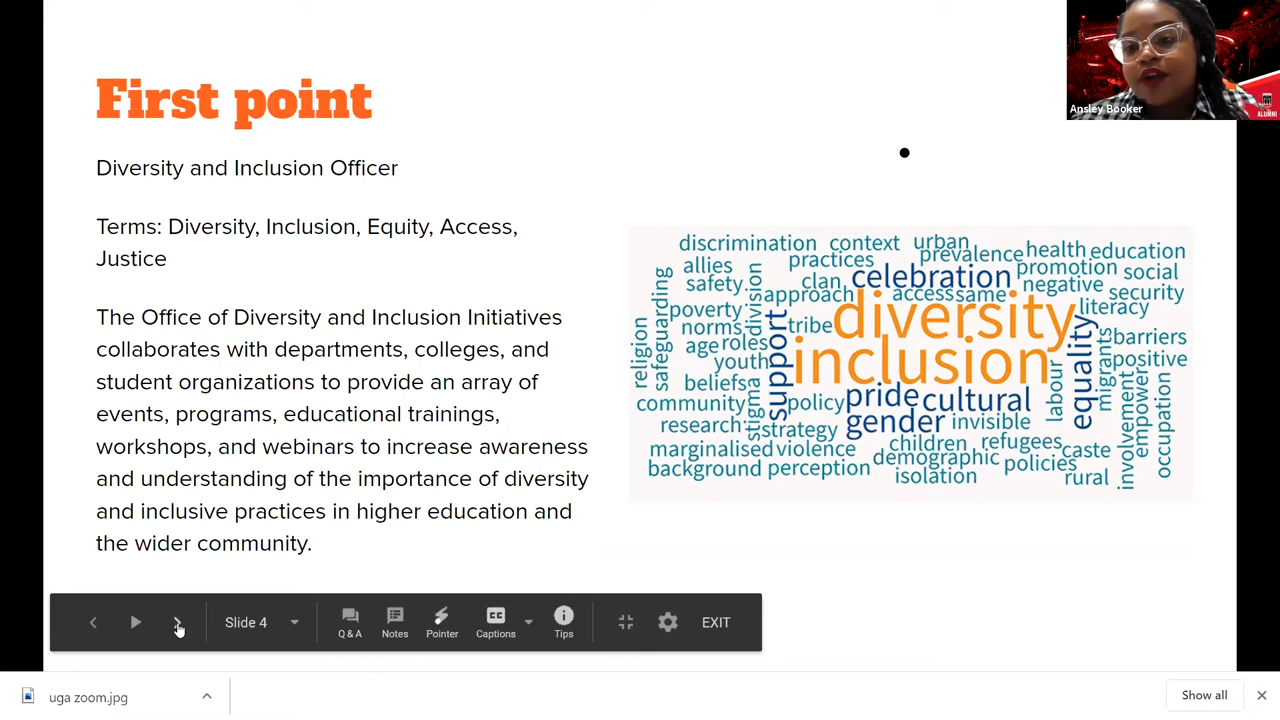 First point
Diversity and Inclusion Officer
Terms: Diversity, Inclusion, Equity, Access,
Justice
The Office of Diversity and Inclusion Initiatives
collaborates with departments, colleges, and
student organizations to provide an array of
events, programs, educational trainings,
workshops, and webinars to increase awareness
and understanding of the importance of diversity
and inclusive practices in higher education and
the wider community.
Ansley Booker
ALUMNI
discrimination context urban
allies practices prevalence health education
safety clan celebration promotion social
approach access same negative security
poverty division diversity literacy
norms tribe barriers
age roles inclusion positive
youth
religion safeguarding support equality migrants
beliefs labour
community stigma policy pride cultural
research strategy gender invisible
marginalised violence children refugees caste
background perception demographic policies
isolation rural
involvement empower occupation
Slide 4
Q & A
Notes
Pointer
CC
Captions
Tips
EXIT
uga zoom.jpg
Show all